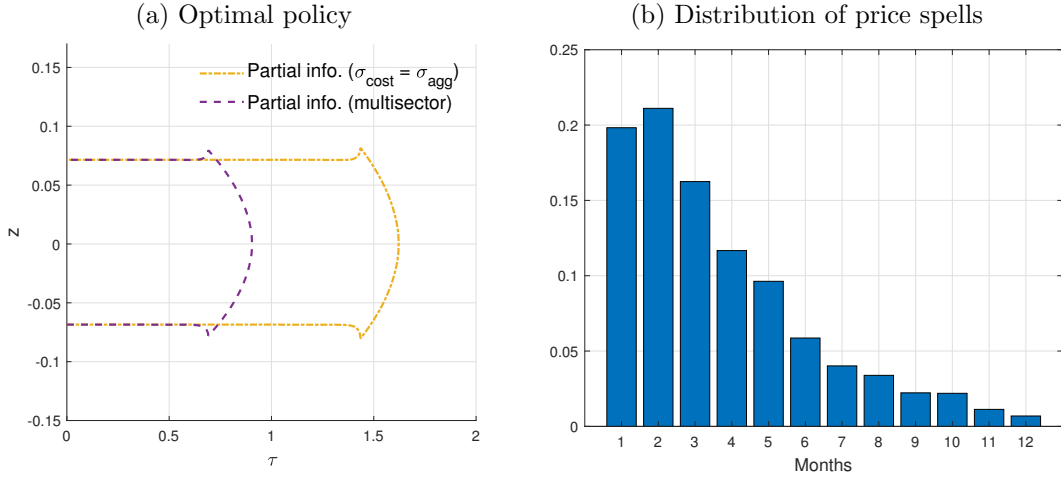 (a) Optimal policy
0.15
0.1
0.05
0
-0.05
-0.1
-0.15
z
0
0.5
1
1.5
2
τ
Partial info. (σcost = σagg)
Partial info. (multisector)
(b) Distribution of price spells
0.25
0.2
0.15
0.1
0.05
0
1 2 3 4 5 6 7 8 9 10 11 12
Months